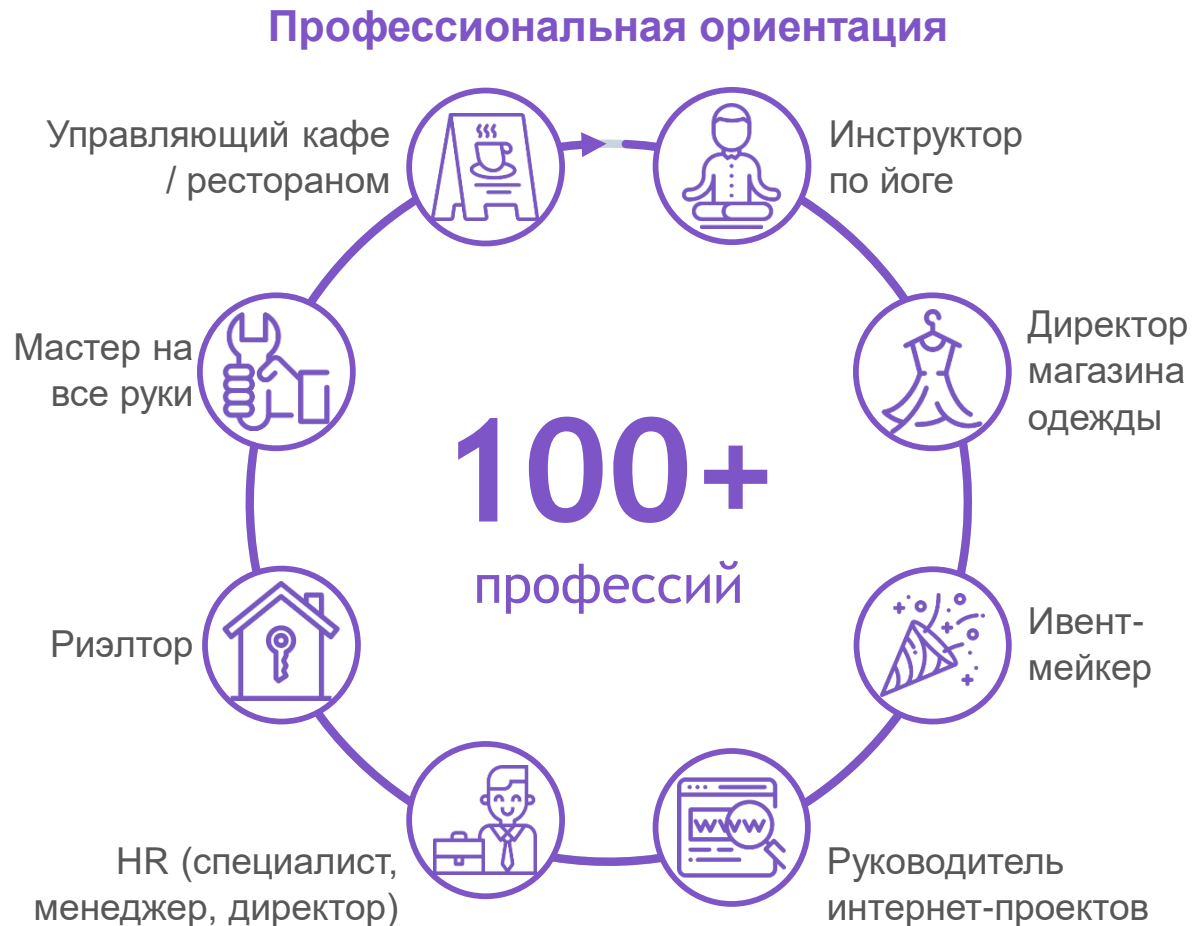 Профессиональная ориентация
Управляющий кафе
/ рестораном
Инструктор
по йоге
Мастер на
все руки
Директор
магазина
одежды
100+
профессий
Риэлтор
Ивент-
мейкер
www
HR (специалист,
менеджер, директор)
Руководитель
интернет-проектов